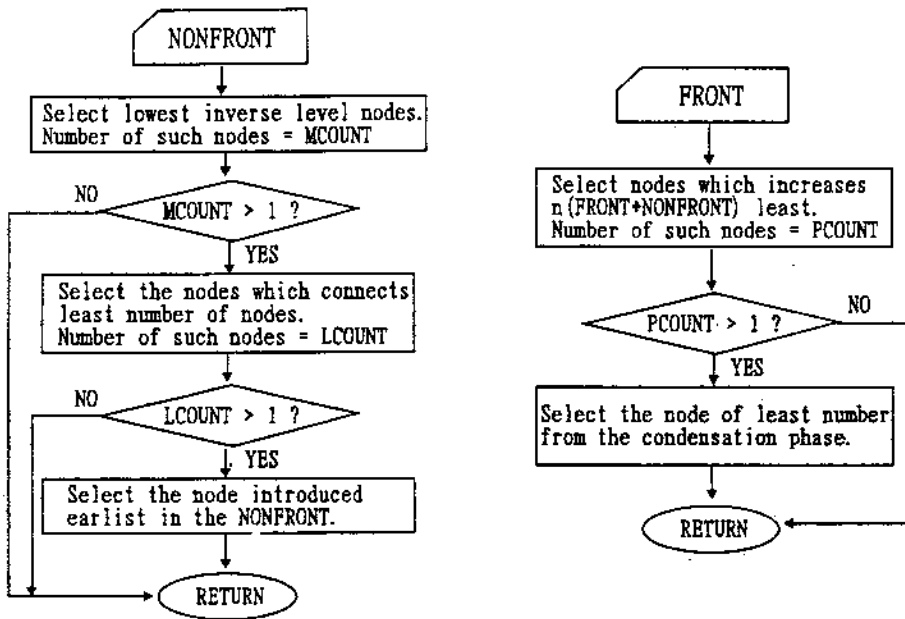 NONFRONT
Select lowest inverse level nodes.
Number of such nodes = MCOUNT
NO
MCOUNT > 1 ?
YES
Select the nodes which connects
least number of nodes.
Number of such nodes = LCOUNT
NO
LCOUNT > 1 ?
YES
Select the node introduced
earlist in the NONFRONT.
RETURN
FRONT
Select nodes which increases
n(FRONT+NONFRONT) least.
Number of such nodes = PCOUNT
NO
PCOUNT > 1 ?
YES
Select the node of least number
from the condensation phase.
RETURN